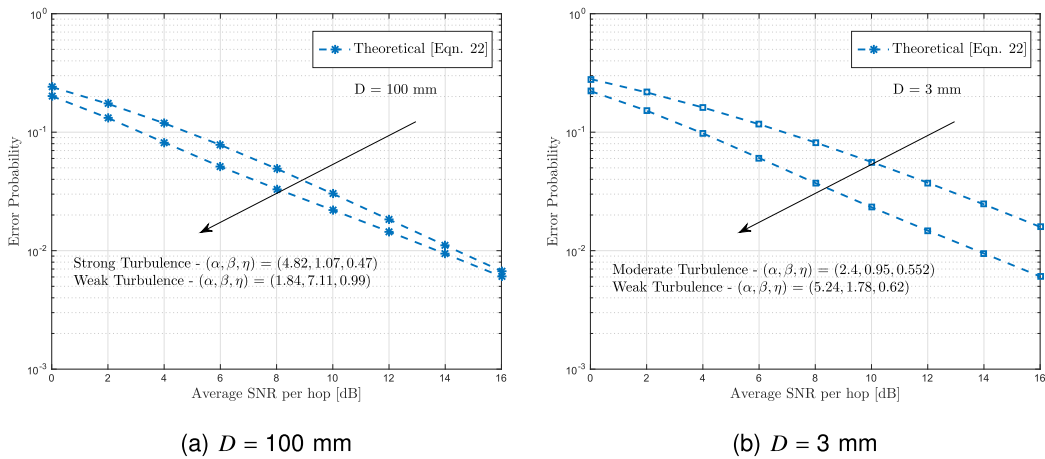 10^0
10^-1
10^-2
10^-3
Error Probability
Theoretical [Eqn. 22]
D = 100 mm
Strong Turbulence - (α, β, η) = (4.82, 1.07, 0.47)
Weak Turbulence - (α, β, η) = (1.84, 7.11, 0.99)
0 2 4 6 8 10 12 14 16
Average SNR per hop [dB]
(a) D = 100 mm
10^0
10^-1
10^-2
10^-3
Error Probability
Theoretical [Eqn. 22]
D = 3 mm
Moderate Turbulence - (α, β, η) = (2.4, 0.95, 0.552)
Weak Turbulence - (α, β, η) = (5.24, 1.78, 0.62)
0 2 4 6 8 10 12 14 16
Average SNR per hop [dB]
(b) D = 3 mm